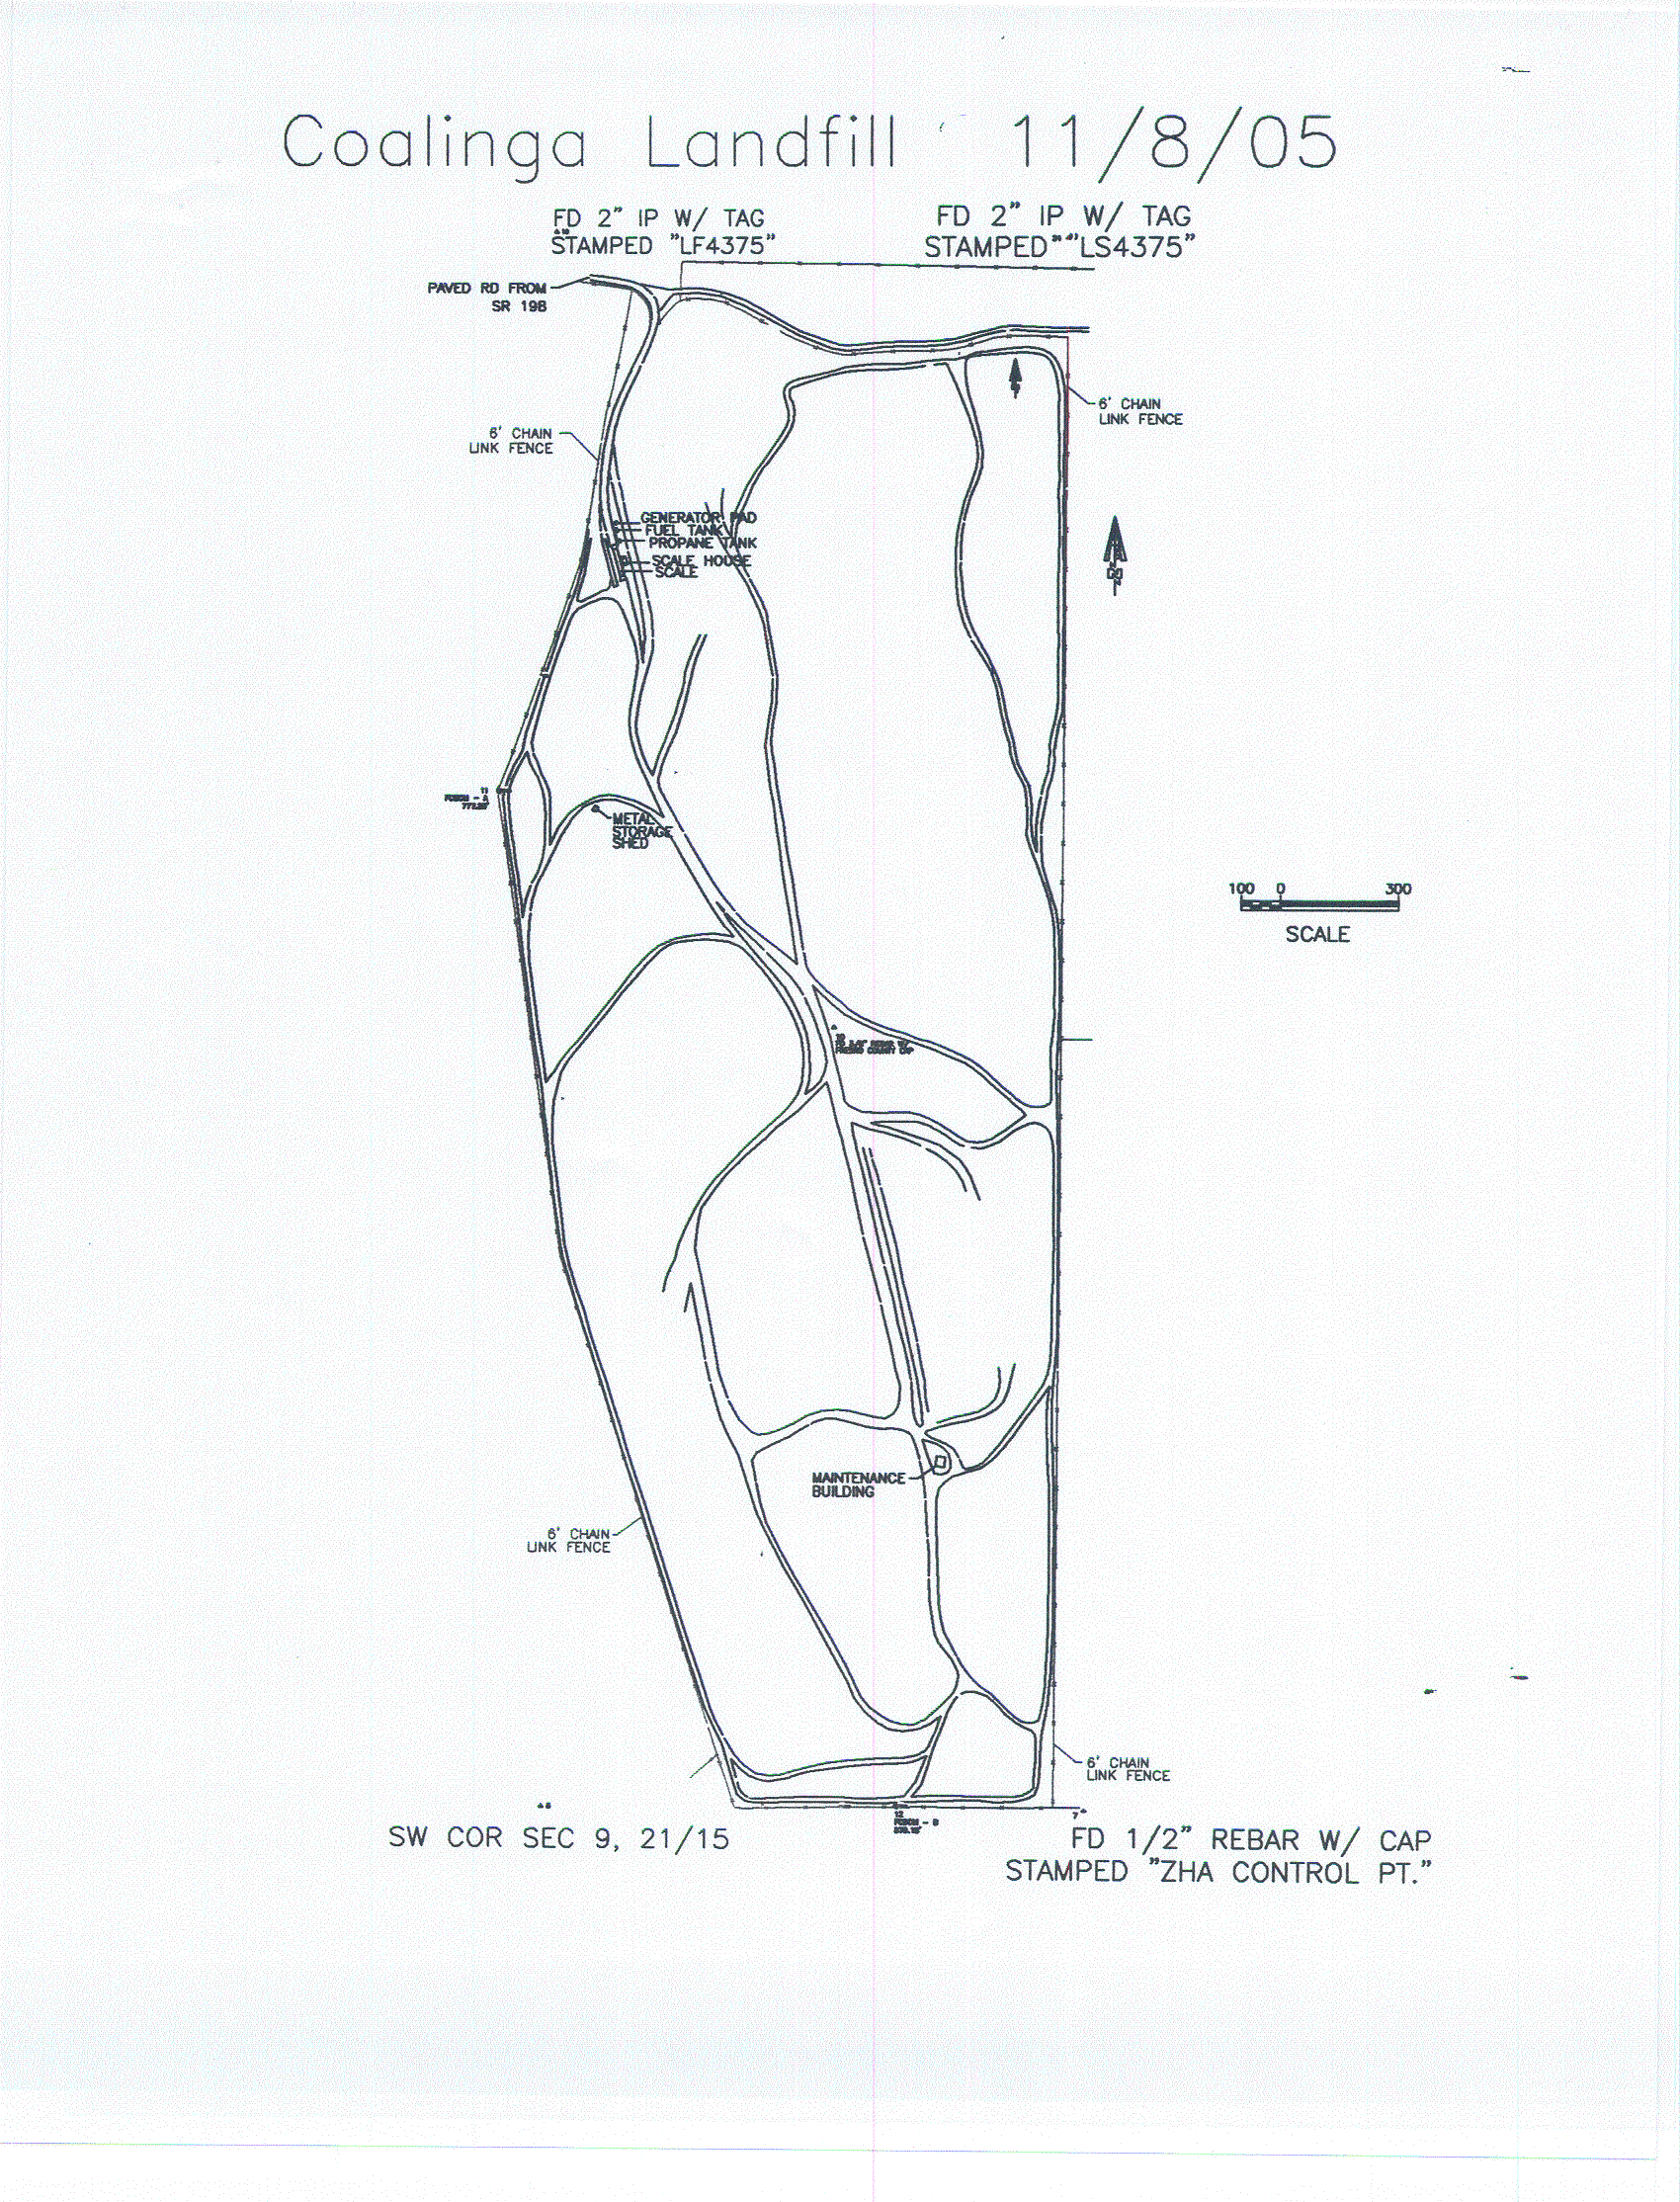 Coalinga Landfill 11/8/05
FD 2" IP W/ TAG
STAMPED "LF4375"
FD 2" IP W/ TAG
STAMPED "LS4375"
PAVED RD FROM
SR 198
6' CHAIN
LINK FENCE
6' CHAIN
LINK FENCE
GENERATOR PAD
FUEL TANK
PROPANE TANK
SCALE HOUSE
SCALE
11
METAL
STORAGE
SHED
100 0 300
SCALE
MAINTENANCE
BUILDING
6' CHAIN
LINK FENCE
6' CHAIN
LINK FENCE
12
7
SW COR SEC 9, 21/15
FD 1/2" REBAR W/ CAP
STAMPED "ZHA CONTROL PT."